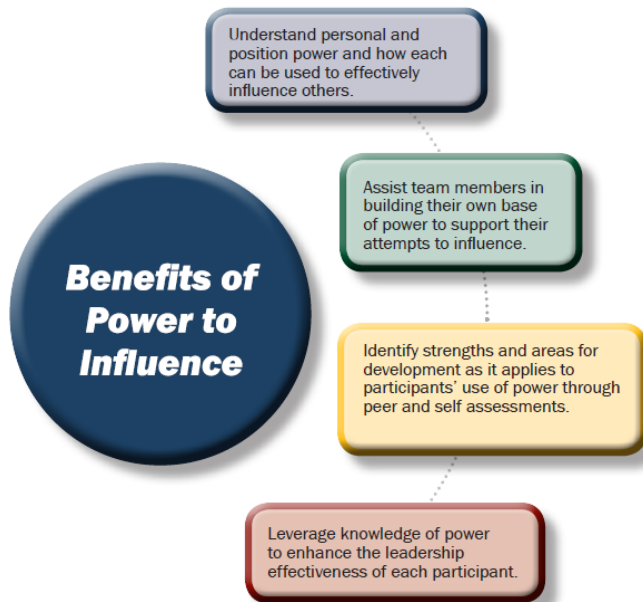 Understand personal and
position power and how each
can be used to effectively
influence others.
Assist team members in
building their own base
of power to support their
attempts to influence.
Benefits of
Power to
Influence
Identify strengths and areas for
development as it applies to
participants' use of power through
peer and self assessments.
Leverage knowledge of power
to enhance the leadership
effectiveness of each participant.